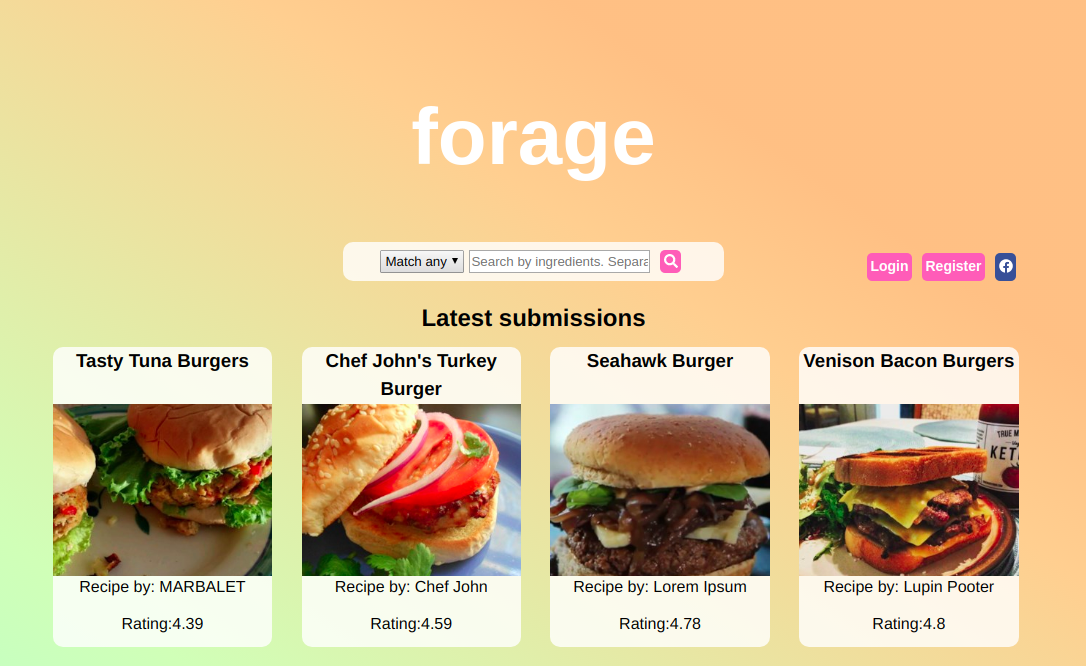 forage
Match any
Search by ingredients. Separa
Login
Register
Latest submissions
Tasty Tuna Burgers
Chef John's Turkey
Burger
Seahawk Burger
Venison Bacon Burgers
TRUE M
KETC
Recipe by: MARBALET
Recipe by: Chef John
Recipe by: Lorem Ipsum
Recipe by: Lupin Pooter
Rating:4.39
Rating:4.59
Rating:4.78
Rating:4.8